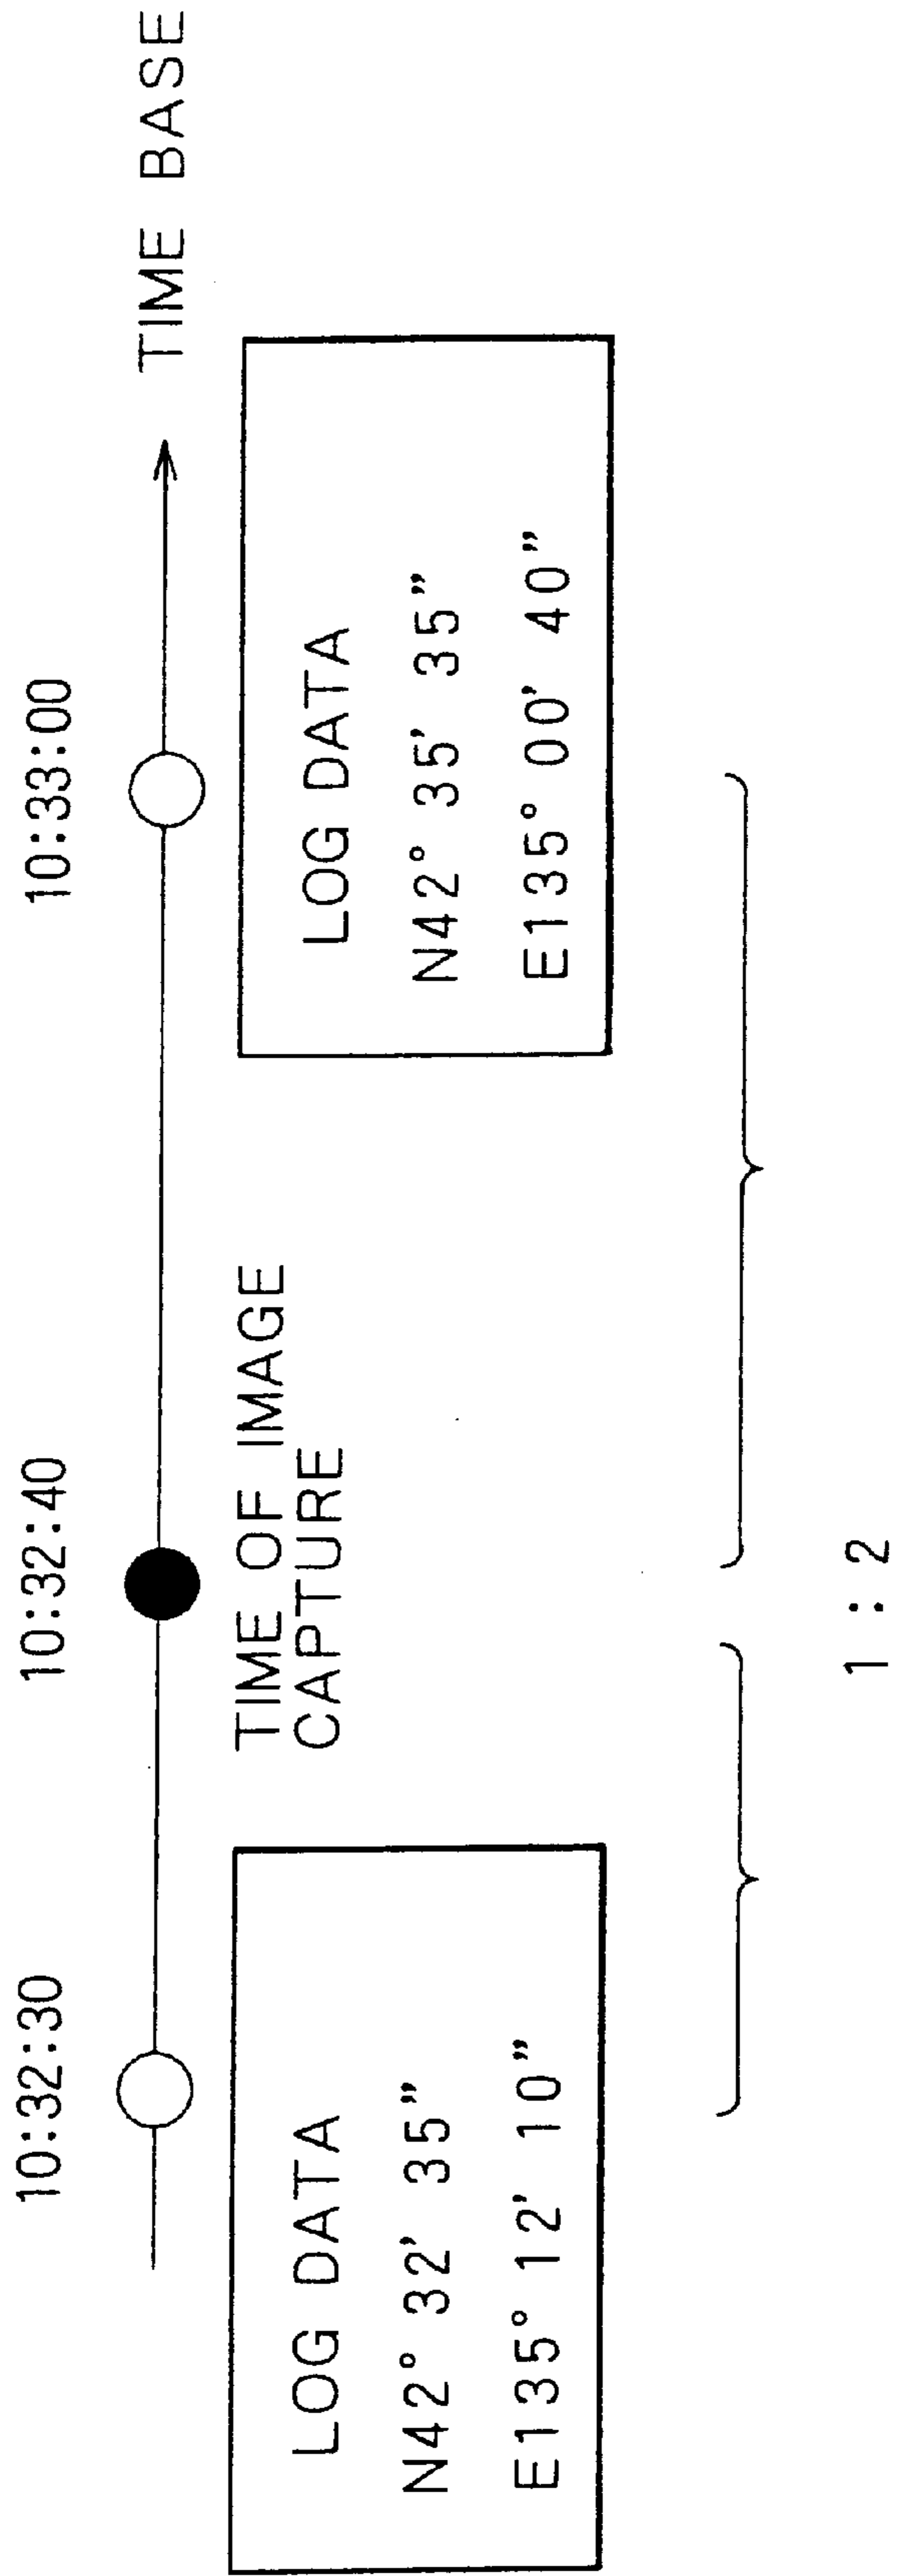 10:32:30
10:32:40
10:33:00
TIME BASE
LOG DATA
N42° 32′ 35″
E135° 12′ 10″
TIME OF IMAGE
CAPTURE
LOG DATA
N42° 35′ 35″
E135° 00′ 40″
1 : 2